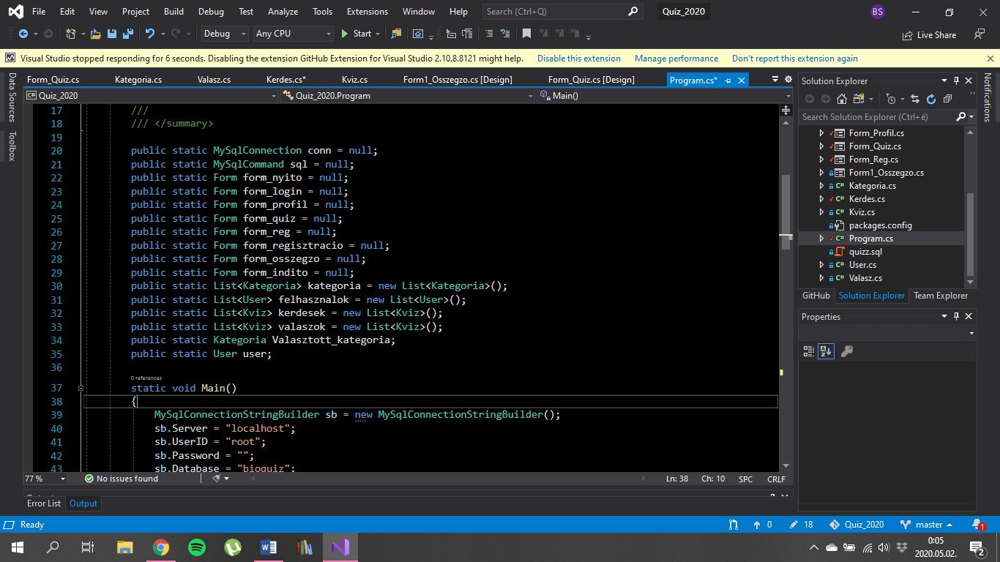 File Edit View Project Build Debug Test Analyze Tools Extensions Window Help Search (Ctrl+Q) Quiz_2020 BS
Debug Any CPU Start Live Share
Visual Studio stopped responding for 6 seconds. Disabling the extension GitHub Extension for Visual Studio 2.10.8.8121 might help. Disable this extension Manage performance Don't report this extension again
Data Sources
Toolbox
Form_Quiz.cs Kategoria.cs Valasz.cs Kerdes.cs* Kviz.cs Form1_Osszegzo.cs [Design] Form_Quiz.cs [Design] Program.cs*
C# Quiz_2020 Quiz_2020.Program Main()
17 ///
18 /// </summary>
19
20 public static MySqlConnection conn = null;
21 public static MySqlCommand sql = null;
22 public static Form form_nyito = null;
23 public static Form form_login = null;
24 public static Form form_profil = null;
25 public static Form form_quiz = null;
26 public static Form form_reg = null;
27 public static Form form_regisztracio = null;
28 public static Form form_osszegzo = null;
29 public static Form form_indito = null;
30 public static List<Kategoria> kategoria = new List<Kategoria>();
31 public static List<User> felhasznalok = new List<User>();
32 public static List<Kviz> kerdesek = new List<Kviz>();
33 public static List<Kviz> valaszok = new List<Kviz>();
34 public static Kategoria Valasztott_kategoria;
35 public static User user;
36
0 references
37 static void Main()
38 {
39 MySqlConnectionStringBuilder sb = new MySqlConnectionStringBuilder();
40 sb.Server = "localhost";
41 sb.UserID = "root";
42 sb.Password = "";
43 sb.Database = "bioquiz";
77 % No issues found Ln: 38 Ch: 10 SPC CRLF
Error List Output
Solution Explorer
Search Solution Explorer (Ctrl+é)
Form_Profil.cs
Form_Quiz.cs
Form_Reg.cs
Form1_Osszegzo.cs
C# Kategoria.cs
C# Kerdes.cs
C# Kviz.cs
packages.config
C# Program.cs
quizz.sql
C# User.cs
C# Valasz.cs
GitHub Solution Explorer Team Explorer
Properties
Notifications
Ready 0 18 Quiz_2020 master 1
0:05
2020.05.02.
2